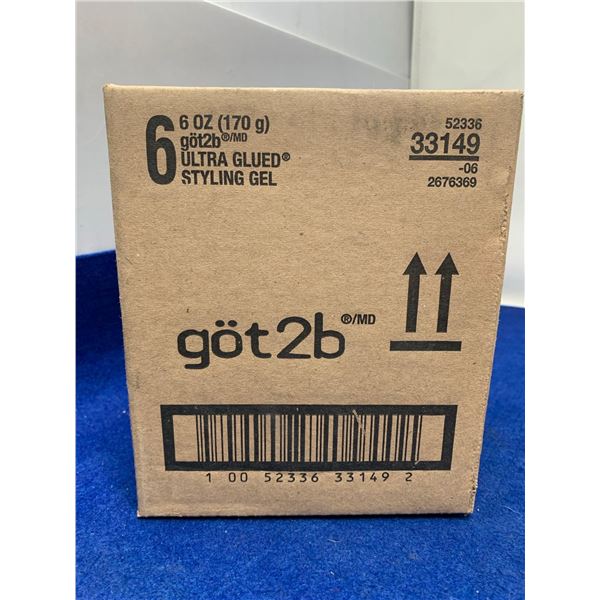 6
6 OZ (170 g)
göt2b®/MD
ULTRA GLUED®
STYLING GEL
52336
33149
-06
2676369
göt2b®/MD
1 00 52336 33149 2